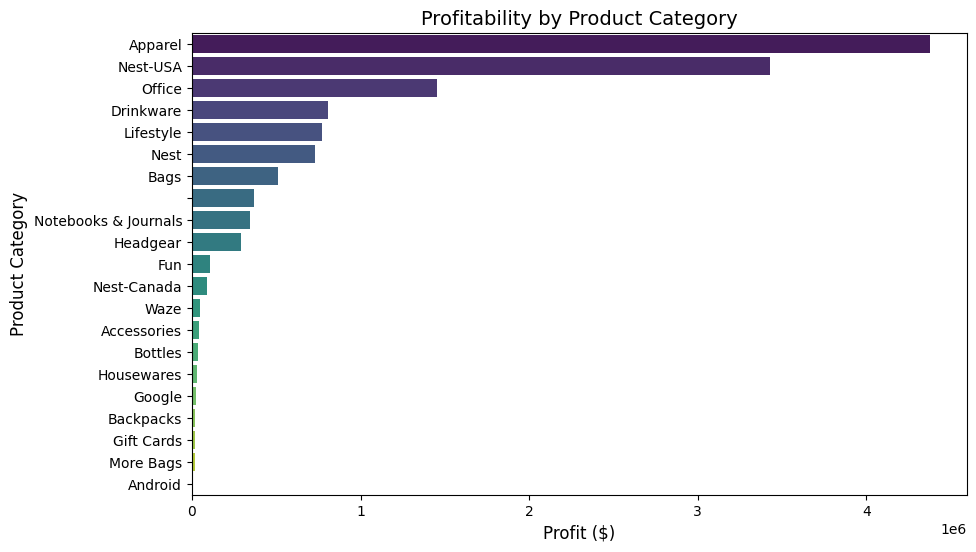 Profitability by Product Category
Product Category
Apparel
Nest-USA
Office
Drinkware
Lifestyle
Nest
Bags
Notebooks & Journals
Headgear
Fun
Nest-Canada
Waze
Accessories
Bottles
Housewares
Google
Backpacks
Gift Cards
More Bags
Android
0 1 2 3 4
1e6
Profit ($)